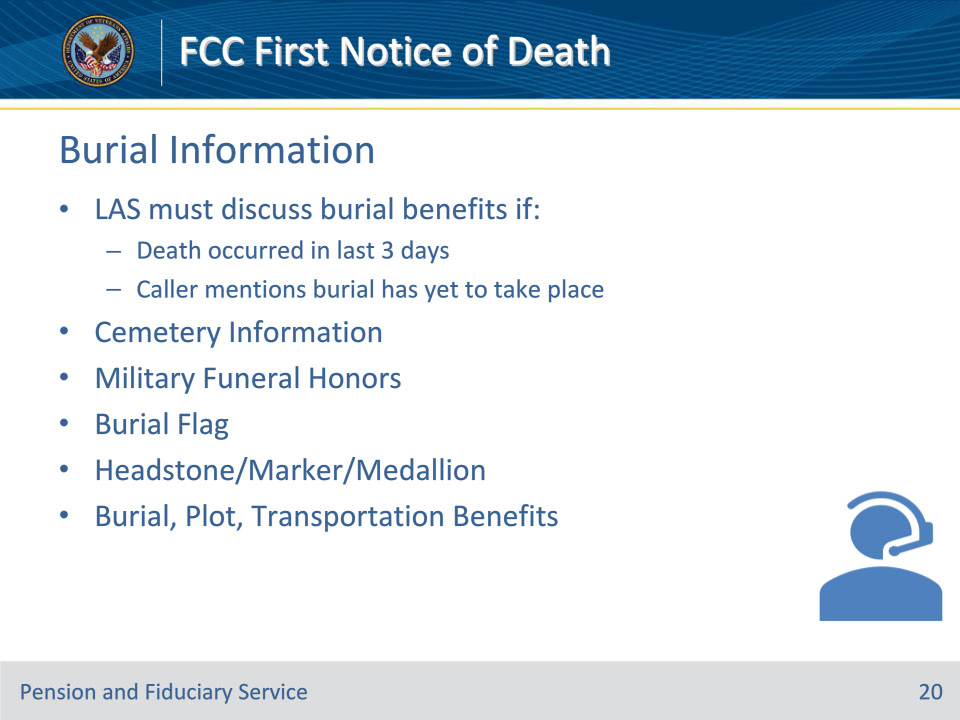 FCC First Notice of Death
Burial Information
• LAS must discuss burial benefits if:
– Death occurred in last 3 days
– Caller mentions burial has yet to take place
• Cemetery Information
• Military Funeral Honors
• Burial Flag
• Headstone/Marker/Medallion
• Burial, Plot, Transportation Benefits
Pension and Fiduciary Service
20